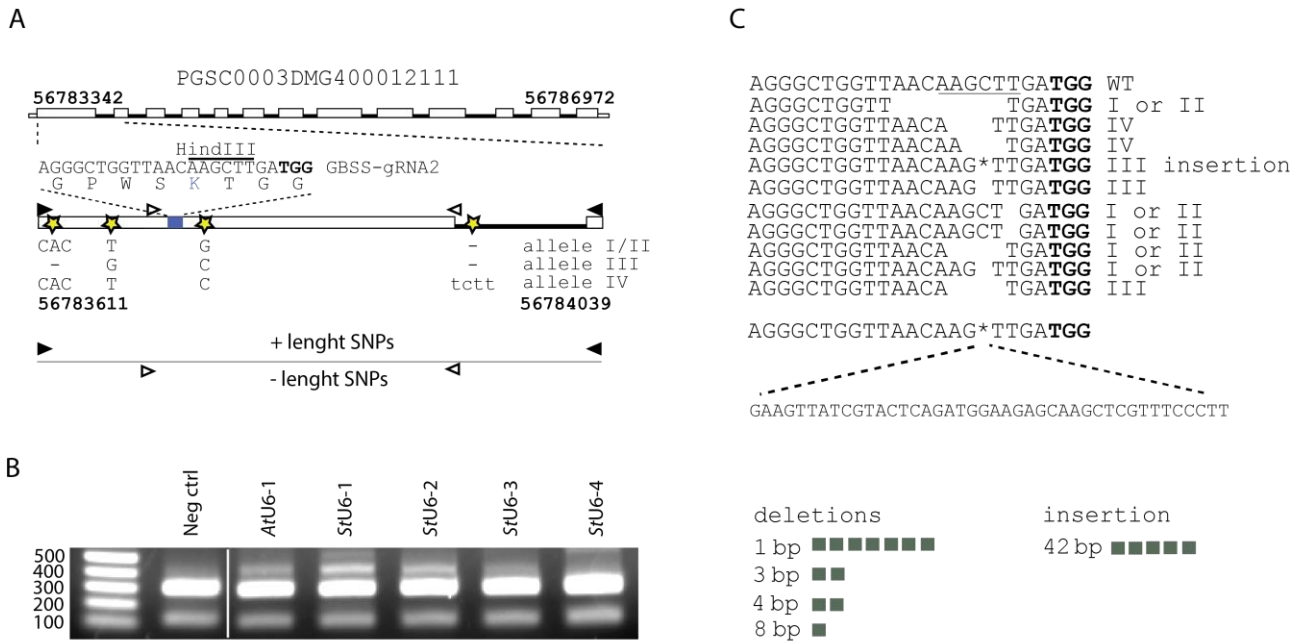 A
PGSC0003DMG400012111
56783342 56786972
HindIII
AGGGCTGGTTAACAAGCTTGATGG GBSS-gRNA2
G P W S K T G G
CAC T G - allele I/II
- G C - allele III
CAC T C tctt allele IV
56783611 56784039
+ lenght SNPs
- lenght SNPs
B
Neg ctrl
AtU6-1
StU6-1
StU6-2
StU6-3
StU6-4
500
400
300
200
100
C
AGGGCTGGTTAACAAGCTTGATGG WT
AGGGCTGGTT TGATGG I or II
AGGGCTGGTTAACA TTGATGG IV
AGGGCTGGTTAACAA TTGATGG IV
AGGGCTGGTTAACAAG*TTGATGG III insertion
AGGGCTGGTTAACAAG TTGATGG III
AGGGCTGGTTAACAAGCT GATGG I or II
AGGGCTGGTTAACAAGCT GATGG I or II
AGGGCTGGTTAACA TGATGG I or II
AGGGCTGGTTAACAAG TTGATGG I or II
AGGGCTGGTTAACA TGATGG III
AGGGCTGGTTAACAAG*TTGATGG
GAAGTTATCGTACTCAGATGGAAGAGCAAGCTCGTTTCCCTT
deletions
1 bp
3 bp
4 bp
8 bp
insertion
42 bp